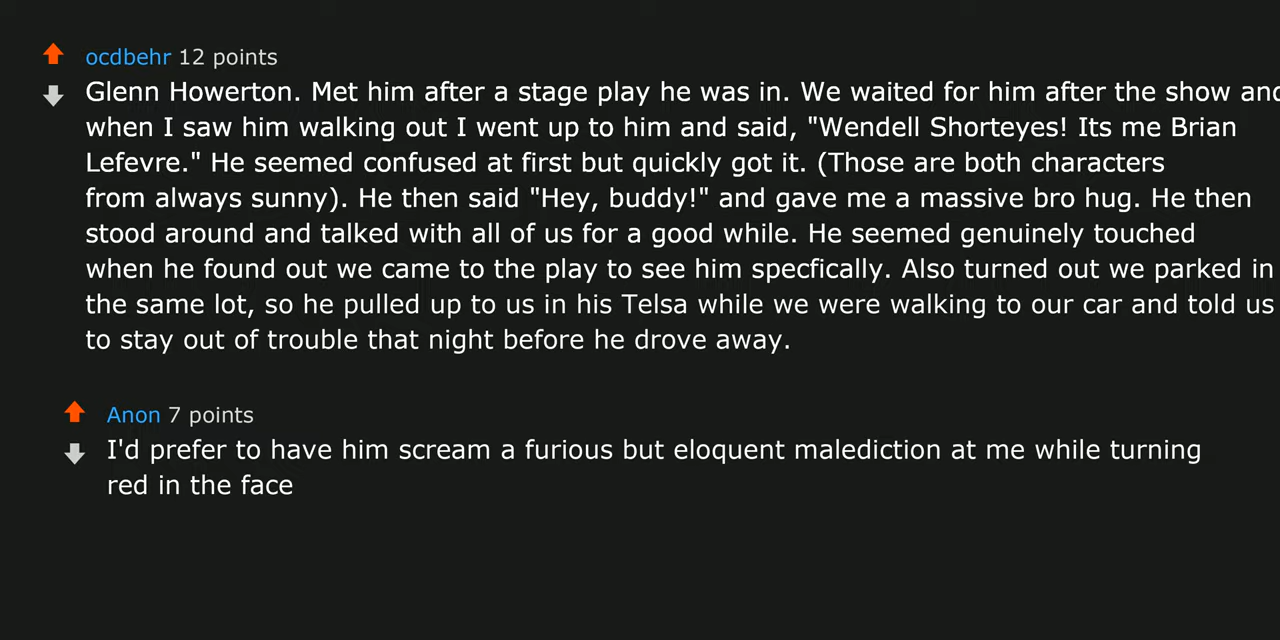 ocdbehr 12 points
Glenn Howerton. Met him after a stage play he was in. We waited for him after the show and
when I saw him walking out I went up to him and said, "Wendell Shorteyes! Its me Brian
Lefevre." He seemed confused at first but quickly got it. (Those are both characters
from always sunny). He then said "Hey, buddy!" and gave me a massive bro hug. He then
stood around and talked with all of us for a good while. He seemed genuinely touched
when he found out we came to the play to see him specfically. Also turned out we parked in
the same lot, so he pulled up to us in his Telsa while we were walking to our car and told us
to stay out of trouble that night before he drove away.
Anon 7 points
I'd prefer to have him scream a furious but eloquent malediction at me while turning
red in the face